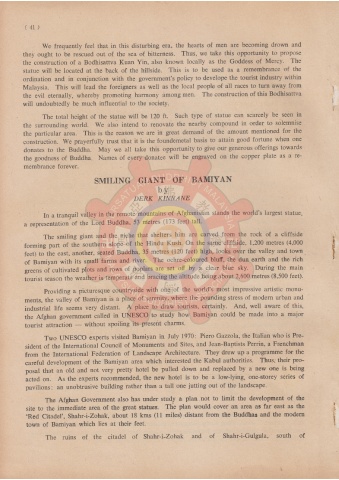 ( 41 )
We frequently feel that in this disturbing sea, the hearts of men are becoming drown and
they ought to be rescued out of the sea of bitterness. Thus, we take this opportunity to propose
the construction of a Bodhisattva Kuan Yin, also known locally as the Goddess of Mercy. The
statue will be located at the back of the hillside. This is to be used as a remembrance of the
ordination and in conjunction with the government's policy to develope the tourist industry within
Malaysia. This will lead the foreigners as well as the local people of all races to turn away from
the evil eternally, whereby promoting harmony among men. The construction of this Bodhisattva
will undoubtedly be much influential to the society.
The total height of the statue will be 120 ft. Such type of statue can scarcely be seen in
the surrounding world. We also intend to renovate the nearby compound in order to solemnise
the particular area. This is the reason we are in great demand of the amount mentioned for the
construction. We prayerfully trust that it is the foundamental basis to attain good fortunes when one
donates to the Buddha. May we all take this opportunity to give our generous offerings towards
the goodness of Buddha. Names of every donator will be engraved on the copper plate as a re-
membrance forever.
SMILING GIANT OF BAMIYAN
by
DERK KINNANE
In a tranquil valley in the remote mountains of Afghanistan stands the world's largest statue,
a representation of the Lord Buddha, 53 metres (173 feet) tall.
The smiling giant and the niche that shelters him are carved from the rock of a cliffside
forming part of the southern slope of the Hindu Kush. On the same cliffside, 1,200 metres (4,000
feet) to the east, another, seated Buddha, 36 metres (120 feet) high, looks over the valley and town
of Bamiyan with its small farms and river. The ochre-coloured bluff, the dun earth and the rich
greens of cultivated plots and rows of poplars are set off by a clear blue sky. During the main
tourist season the weather is temperate and inviting the altitude being about 2,600 metres (8,500 feet).
Providing a picturesque countryside with one of the world's most impressive artistic monu-
ments, the valley of Bamiyan is a place of sorrow, where the pounding stress of modern urban and
industrial life seems very distant. A place to draw tourists, certainly. And, well aware of this,
the Afghan government called in UNESCO to study how Bamiyan could be made into a major
tourist attraction — without spoiling its present charms.
Two UNESCO experts visited Bamiyan in July 1970: Piero Gazzola, the Italian who is Pre-
sident of the International Council of Monuments and Sites, and Jean-Baptiste Perrin, a Frenchman
from the International Federation of Landscape Architecture. They drew up a programme for the
careful development of the Bamiyan area which interested the Kabul authorities. Thus, their pro-
posal that an old and not very pretty hotel be pulled down and replaced by a new one is being
acted on. As the experts recommended, the new hotel is to be a low-lying, one-storey series of
pavilions: an unobtrusive building rather than a tall one jutting out of the landscape.
The Afghan Government also has under study a plan not to limit the development of the
site to the immediate area of the great statues. The plan would cover an area as far east as the
'Red Citadel', Shahr-i-Zohak, about 18 kms (11 miles) distant from the Buddhia and the modern
town of Bamiyan which lies at their feet.
The ruins of the citadel of Shahr-i-Zohak and of Shahr-i-Gulgala, south of